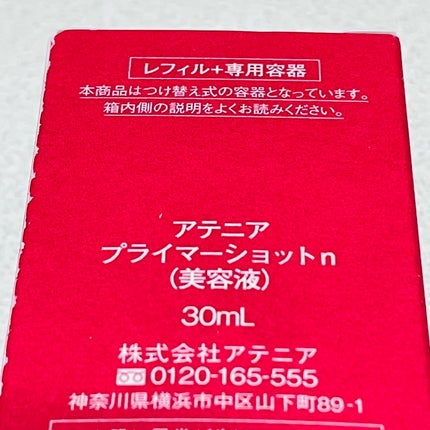 レフィル+専用容器
本商品はつけ替え式の容器となっています。
箱内側の説明をよくお読みください。
アテニア
プライマーショットn
(美容液)
30mL
株式会社アテニア
0120-165-555
神奈川県横浜市中区山下町89-1